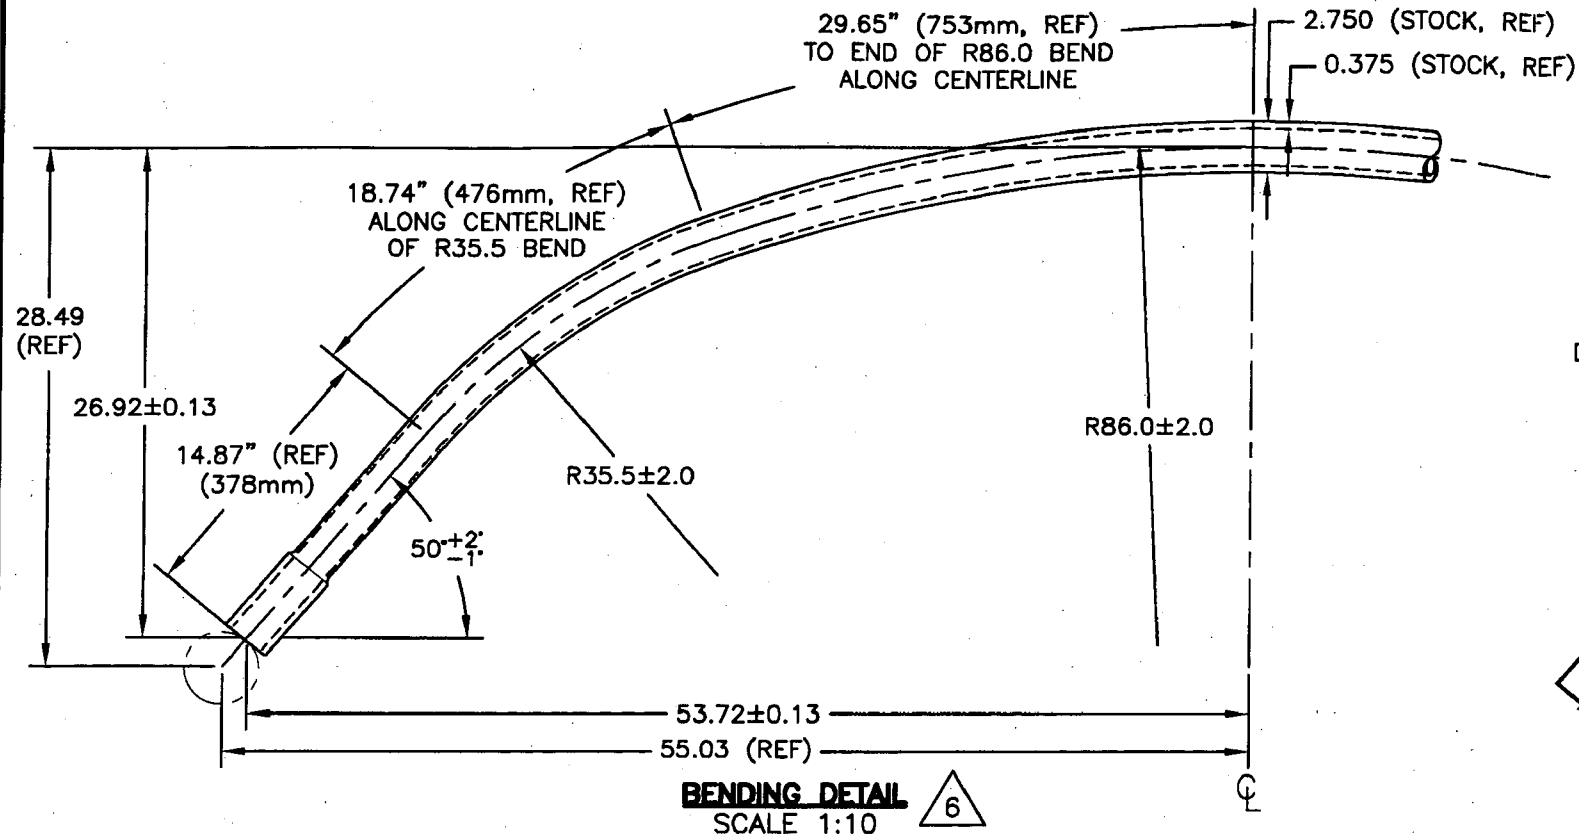 29.65" (753mm, REF)
TO END OF R86.0 BEND
ALONG CENTERLINE
2.750 (STOCK, REF)
0.375 (STOCK, REF)
18.74" (476mm, REF)
ALONG CENTERLINE
OF R35.5 BEND
28.49
(REF)
26.92±0.13
14.87" (REF)
(378mm)
R35.5±2.0
R86.0±2.0
50°+2°
-1°
53.72±0.13
55.03 (REF)
BENDING DETAIL
6
SCALE 1:10
℄